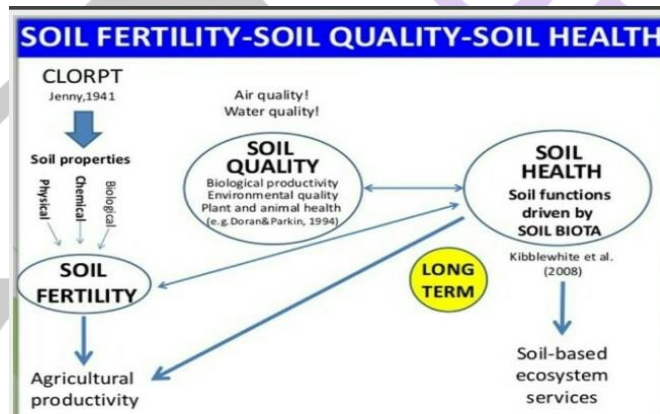 SOIL FERTILITY-SOIL QUALITY-SOIL HEALTH
CLORPT
Jenny,1941
Soil properties
Physical
Chemical
Biological
SOIL
FERTILITY
Agricultural
productivity
Air quality!
Water quality!
SOIL
QUALITY
Biological productivity
Environmental quality
Plant and animal health
(e.g.Doran&Parkin, 1994)
SOIL
HEALTH
Soil functions
driven by
SOIL BIOTA
Kibblewhite et al.
(2008)
LONG
TERM
Soil-based
ecosystem
services